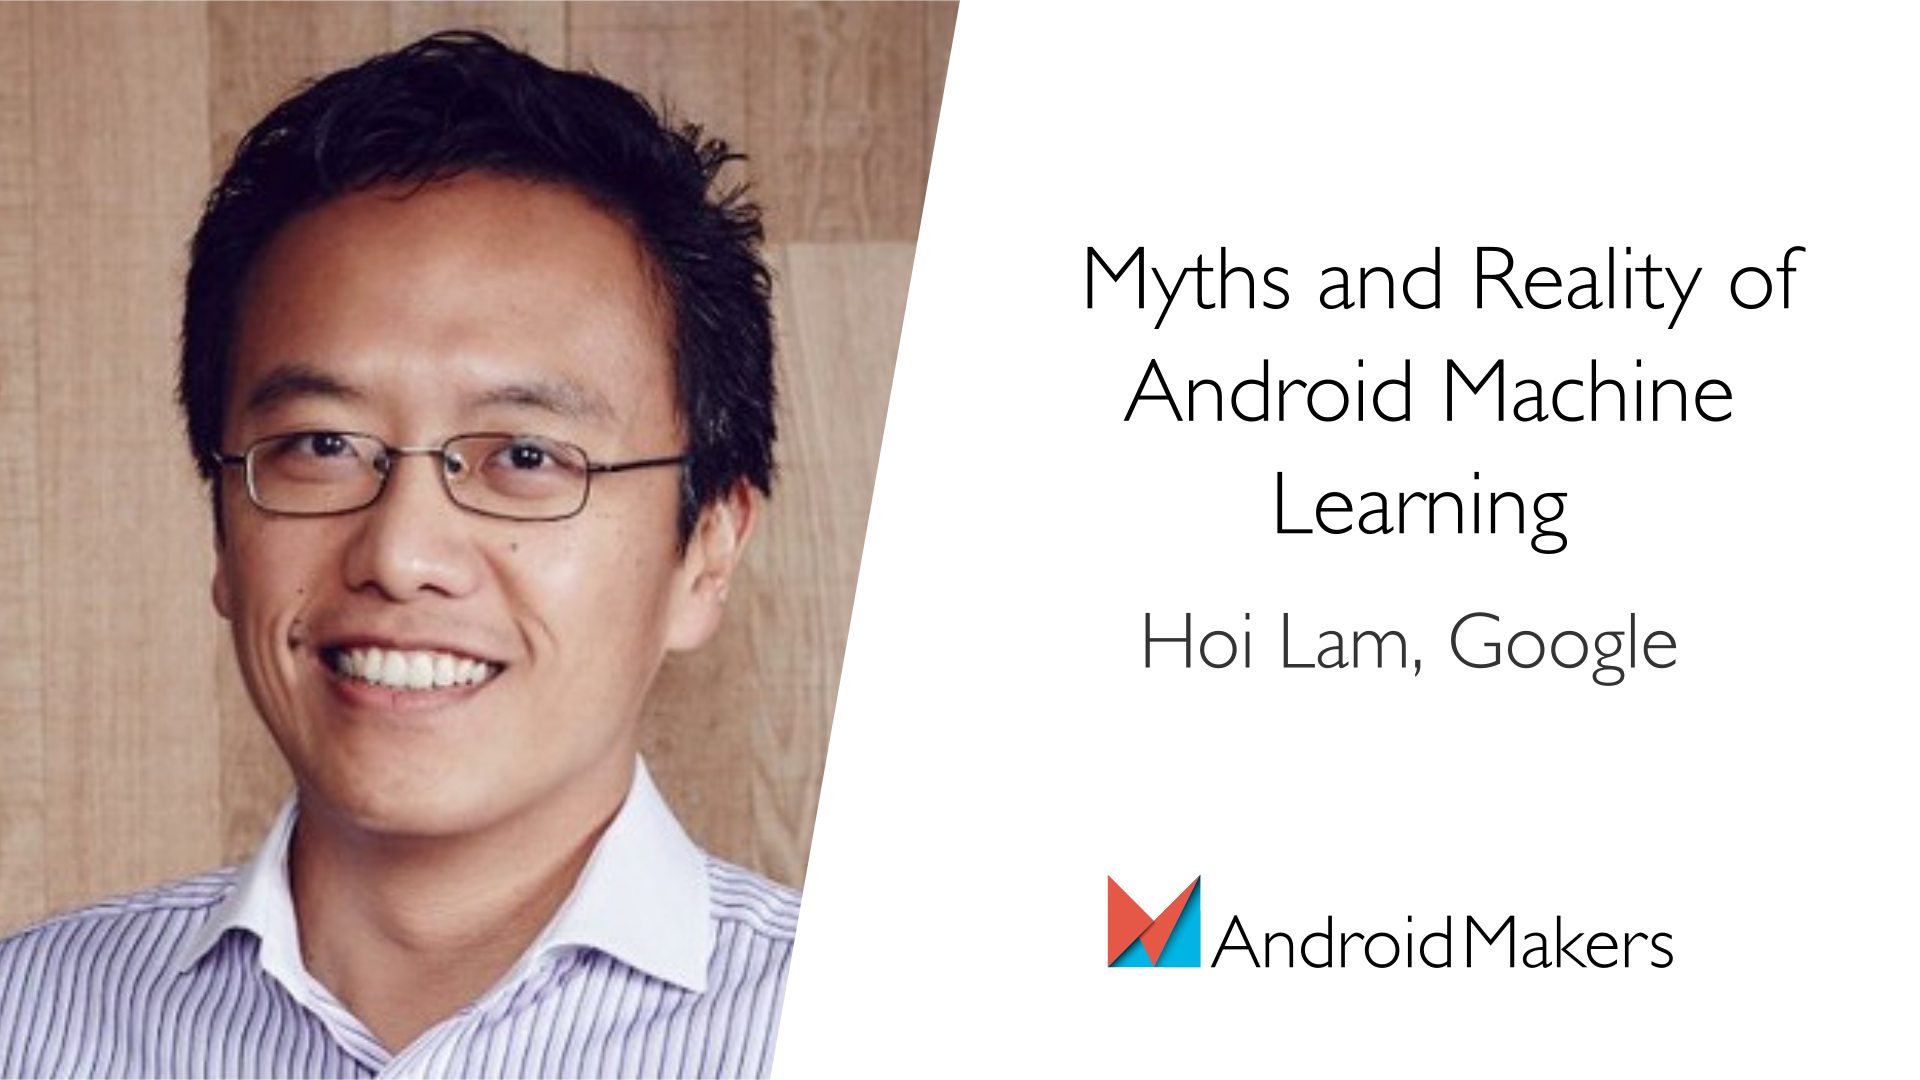 Myths and Reality of
Android Machine
Learning
Hoi Lam, Google
AndroidMakers